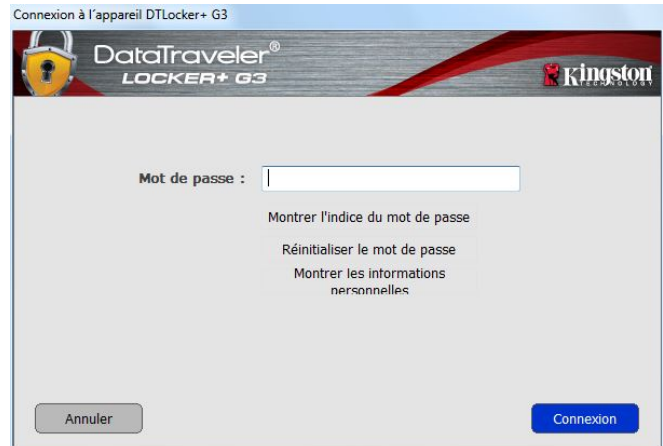 Connexion à l´appareil DTLocker+ G3
DataTraveler®
LOCKER+ G3
Kingston
TECHNOLOGY
Mot de passe :
Montrer l'indice du mot de passe
Réinitialiser le mot de passe
Montrer les informations
personnelles
Annuler
Connexion